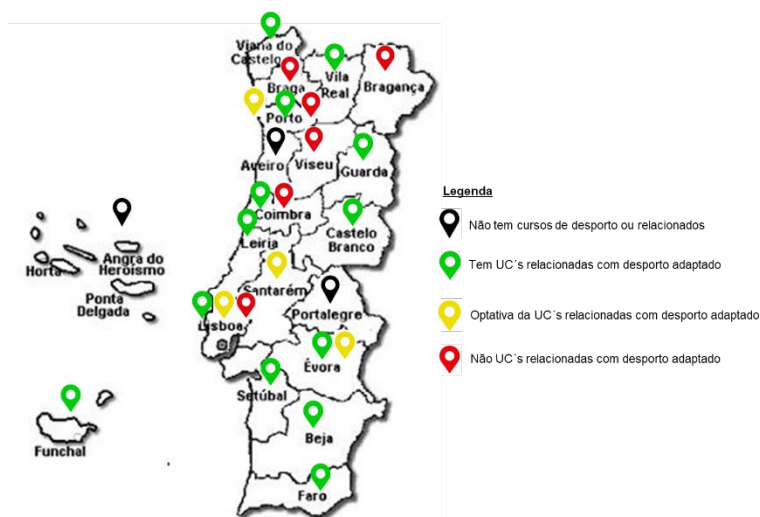 Viana do
Castelo
Braga
Vila
Real
Bragança
Porto
Aveiro
Viseu
Guarda
Coimbra
Castelo
Branco
Leiria
Santarém
Portalegre
Lisboa
Évora
Setúbal
Beja
Faro
Horta
Angra do
Heroísmo
Ponta
Delgada
Funchal
Legenda
Não tem cursos de desporto ou relacionados
Tem UC´s relacionadas com desporto adaptado
Optativa da UC´s relacionadas com desporto adaptado
Não UC´s relacionadas com desporto adaptado